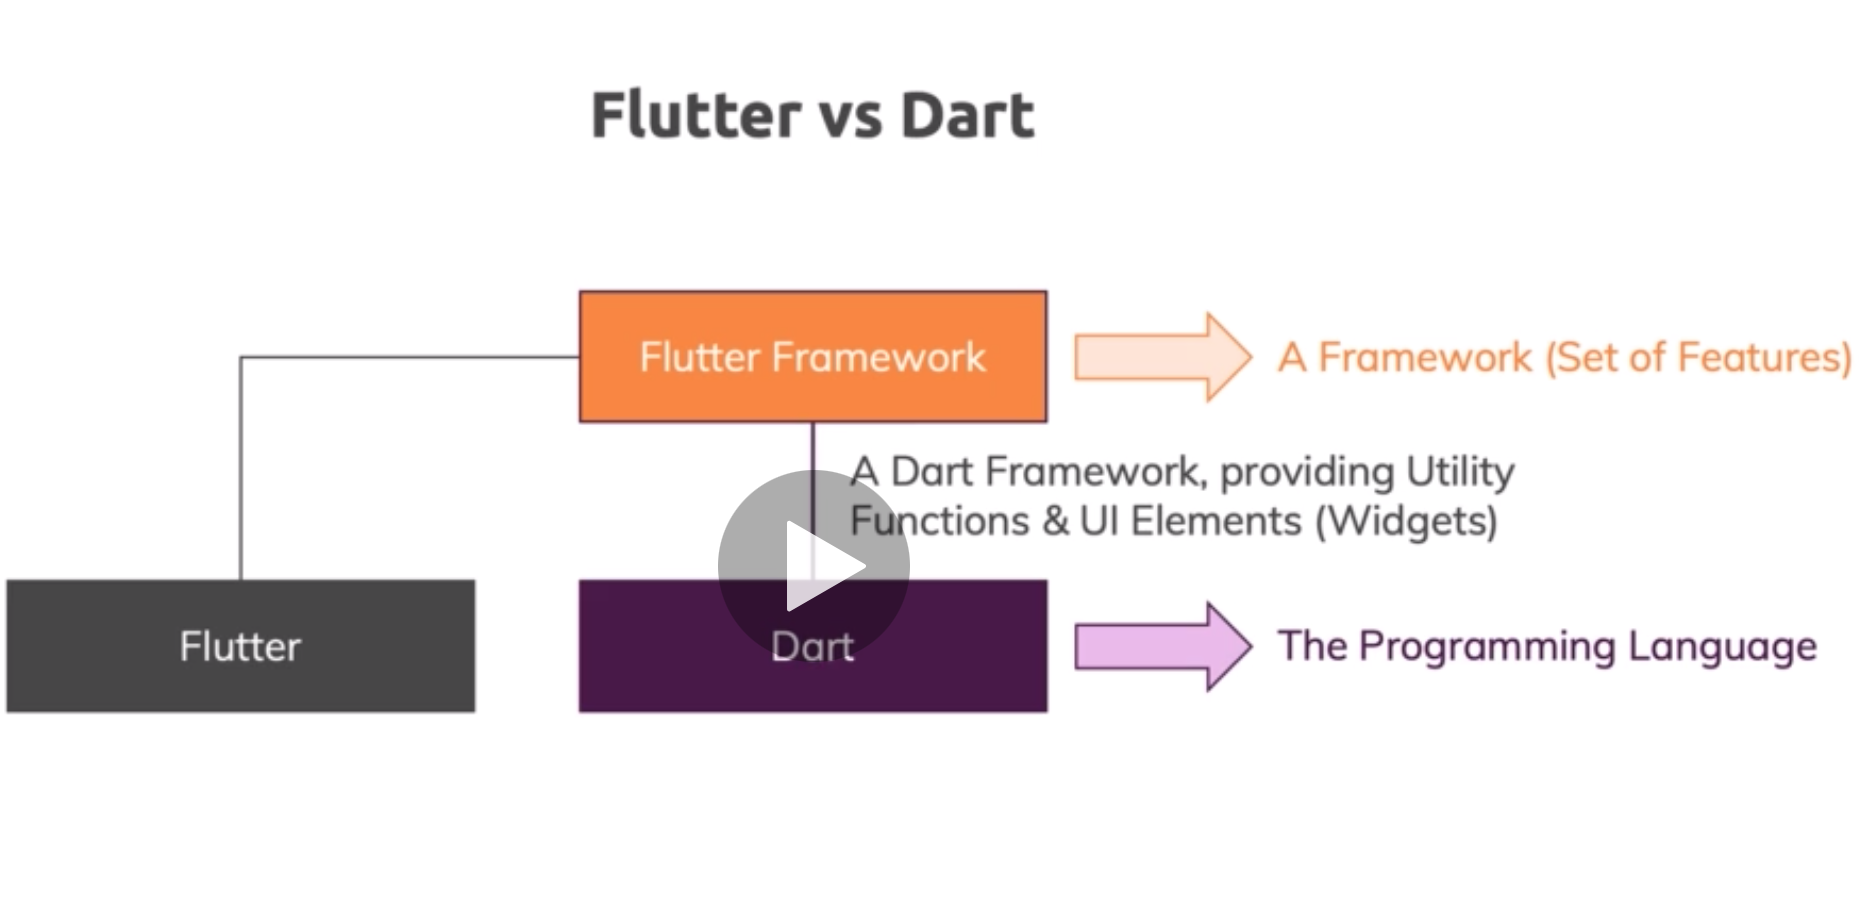 Flutter vs Dart
Flutter Framework
A Framework (Set of Features)
A Dart Framework, providing Utility
Functions & UI Elements (Widgets)
Flutter
Dart
The Programming Language